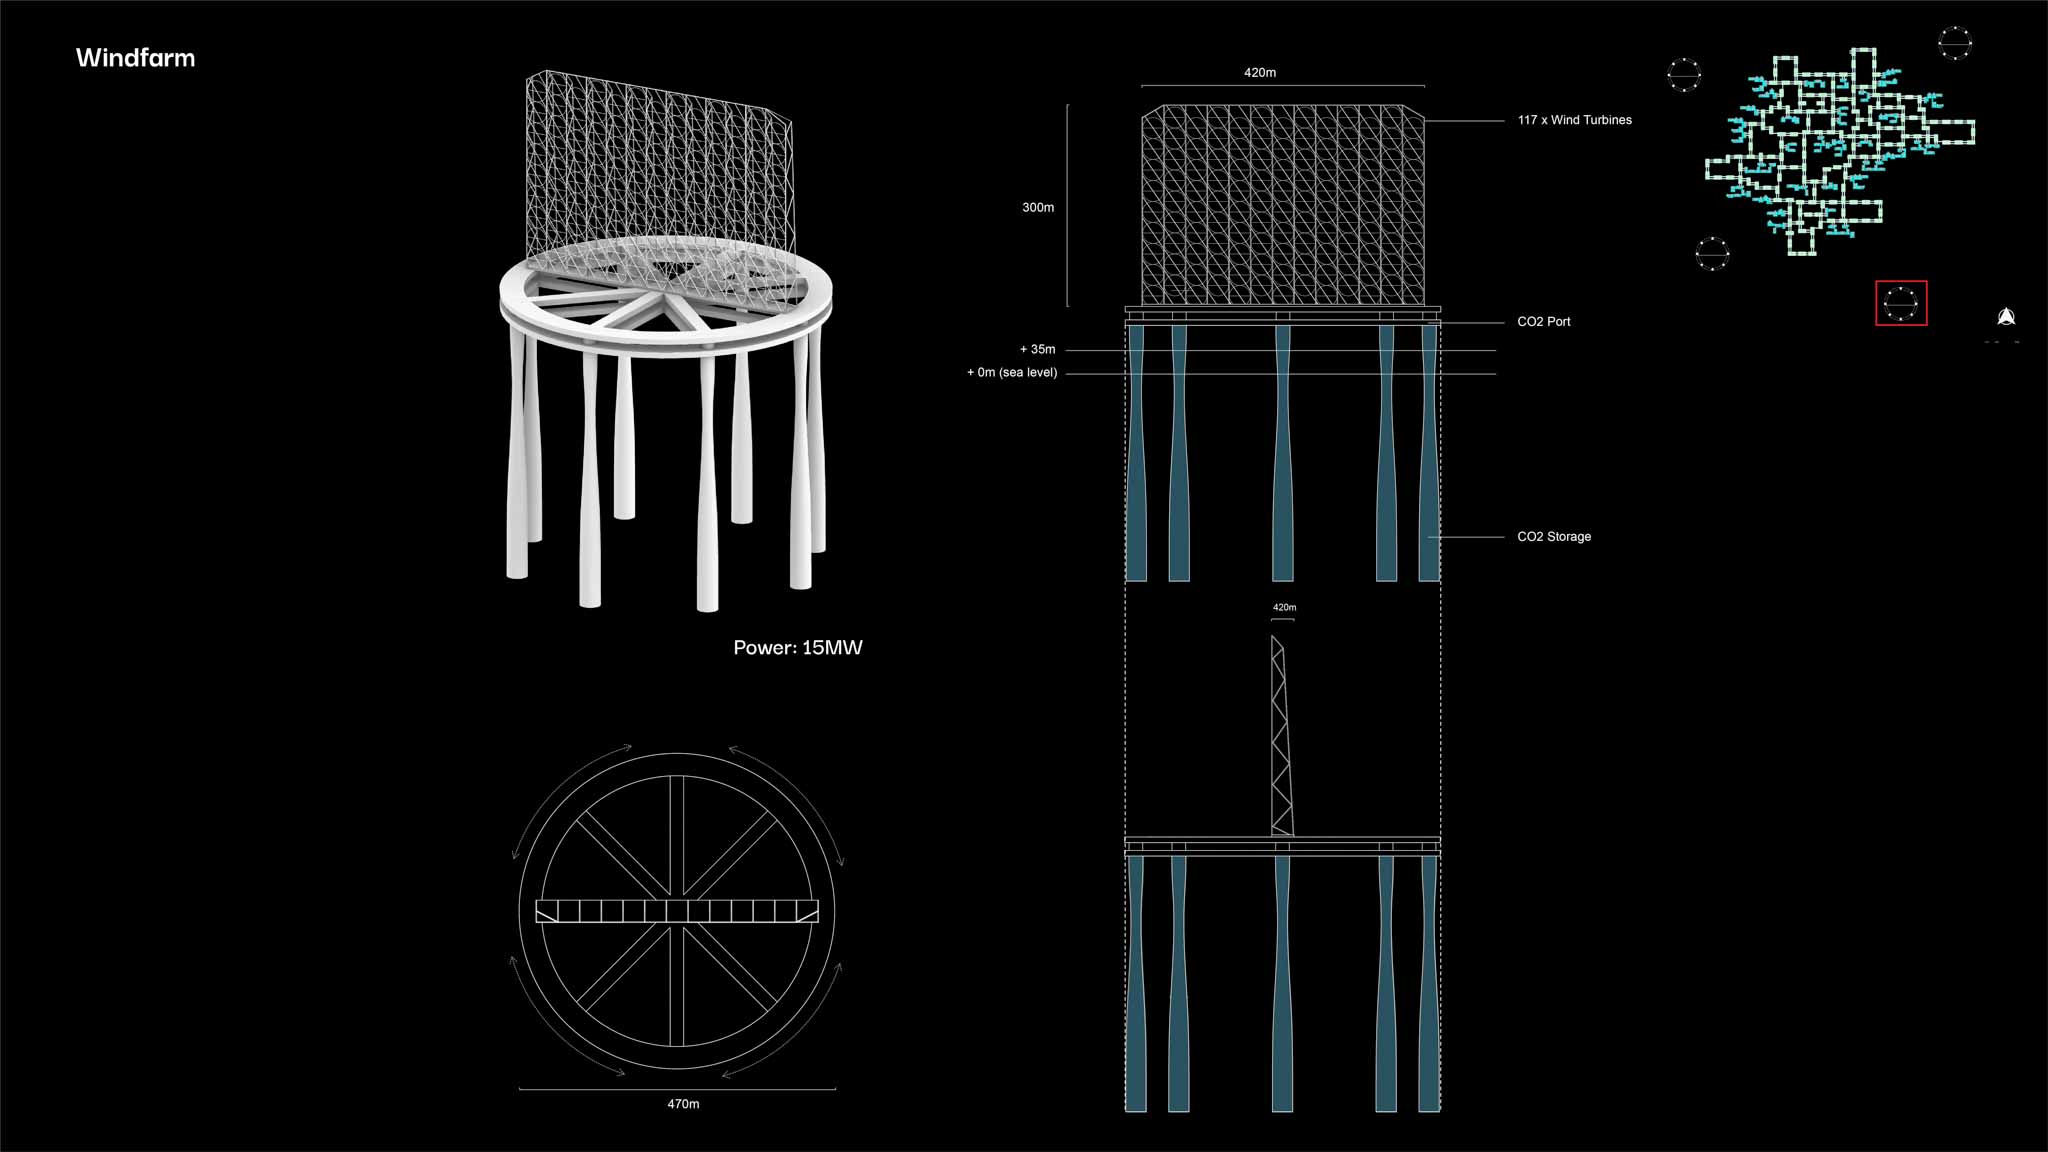 Windfarm
420m
117 x Wind Turbines
300m
CO2 Port
+ 35m
+ 0m (sea level)
CO2 Storage
420m
Power: 15MW
470m